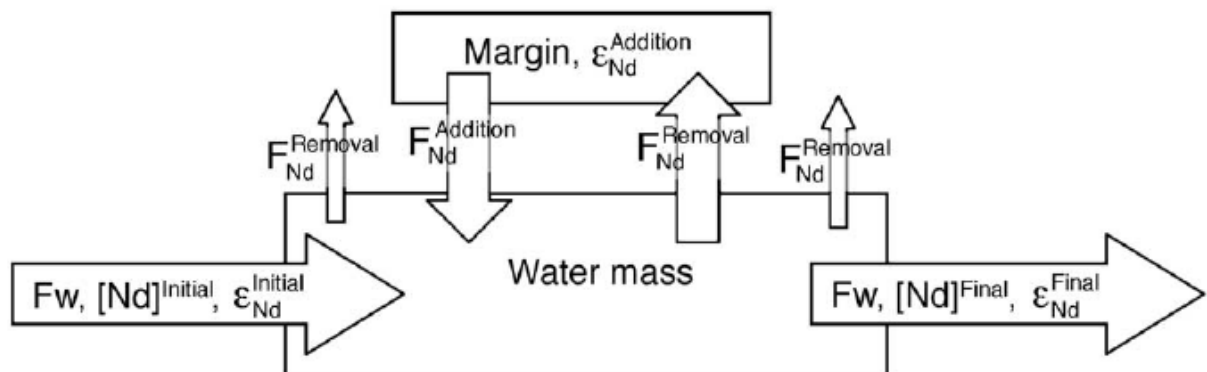 Margin, ε_Nd^Addition
F_Nd^Removal
F_Nd^Addition
F_Nd^Removal
F_Nd^Removal
Water mass
Fw, [Nd]^Initial, ε_Nd^Initial
Fw, [Nd]^Final, ε_Nd^Final